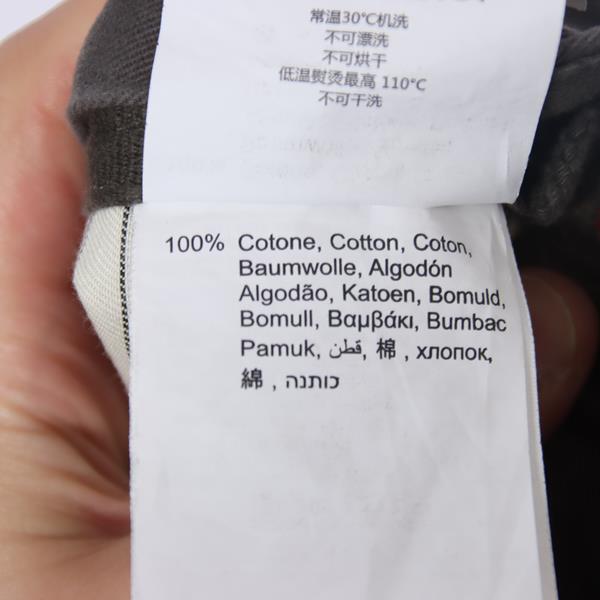 常温30℃机洗
不可漂洗
不可烘干
低温熨烫最高 110°C
不可干洗
100% Cotone, Cotton, Coton,
Baumwolle, Algodón
Algodão, Katoen, Bomuld,
Bomull, Βαμβάκι, Bumbac
Pamuk, قطن, 棉 , хлопок,
綿 , כותנה